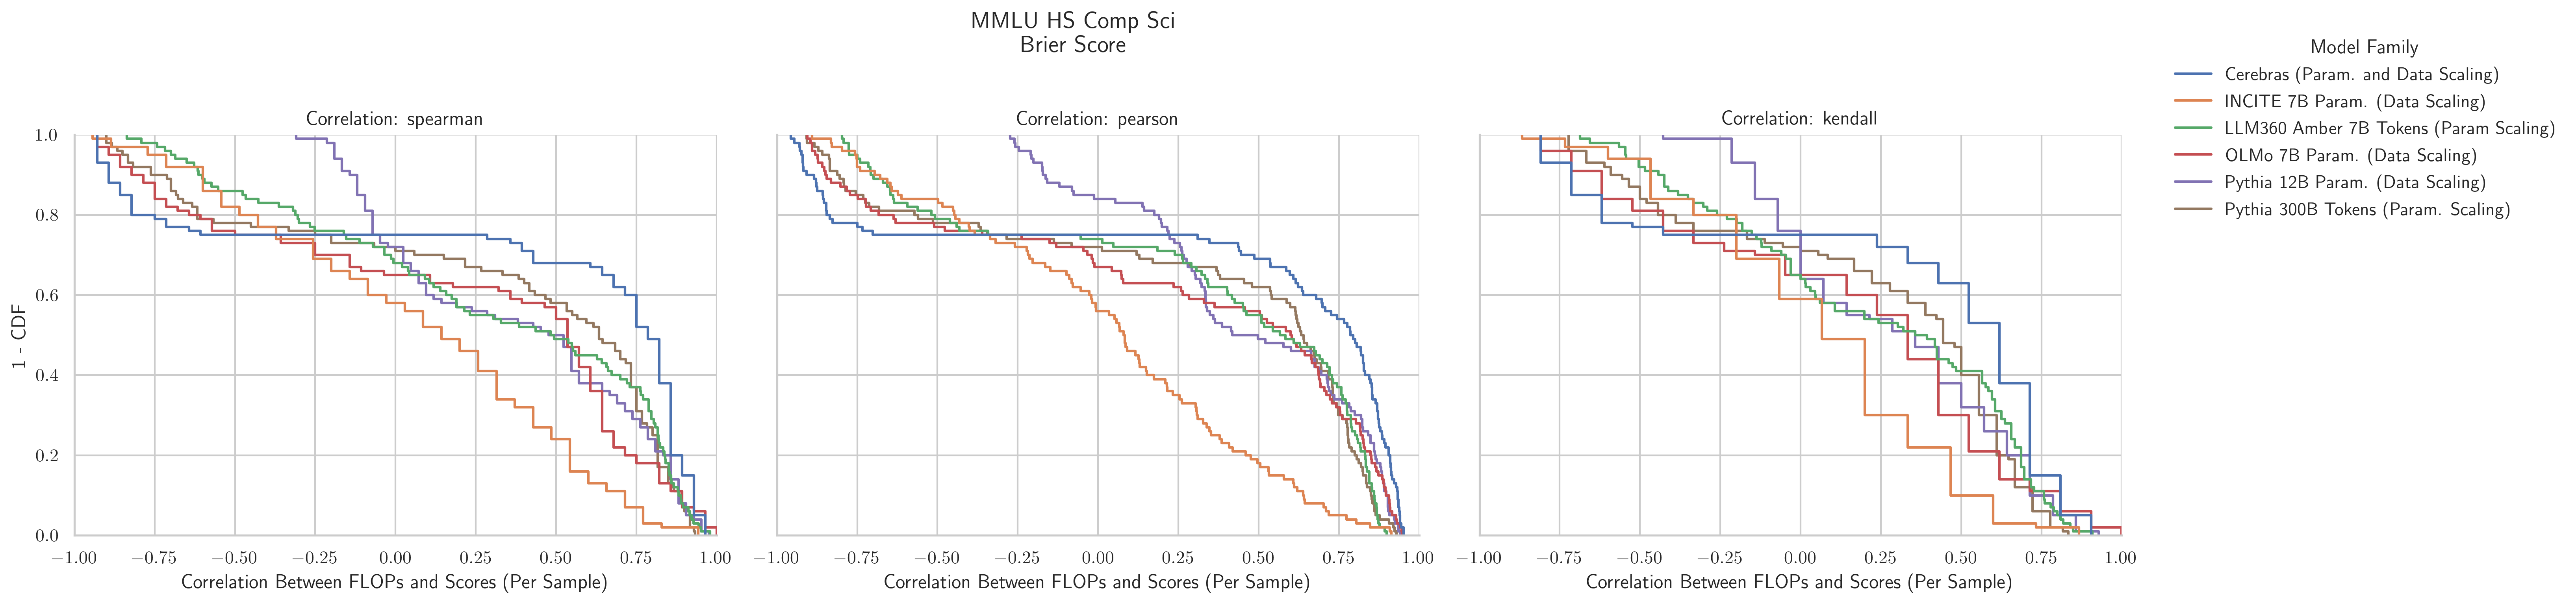 MMLU HS Comp Sci
Brier Score
Correlation: spearman
Correlation: pearson
Correlation: kendall
1 - CDF
1.0
0.8
0.6
0.4
0.2
0.0
−1.00 −0.75 −0.50 −0.25 0.00 0.25 0.50 0.75 1.00
−1.00 −0.75 −0.50 −0.25 0.00 0.25 0.50 0.75 1.00
−1.00 −0.75 −0.50 −0.25 0.00 0.25 0.50 0.75 1.00
Correlation Between FLOPs and Scores (Per Sample)
Correlation Between FLOPs and Scores (Per Sample)
Correlation Between FLOPs and Scores (Per Sample)
Model Family
Cerebras (Param. and Data Scaling)
INCITE 7B Param. (Data Scaling)
LLM360 Amber 7B Tokens (Param Scaling)
OLMo 7B Param. (Data Scaling)
Pythia 12B Param. (Data Scaling)
Pythia 300B Tokens (Param. Scaling)